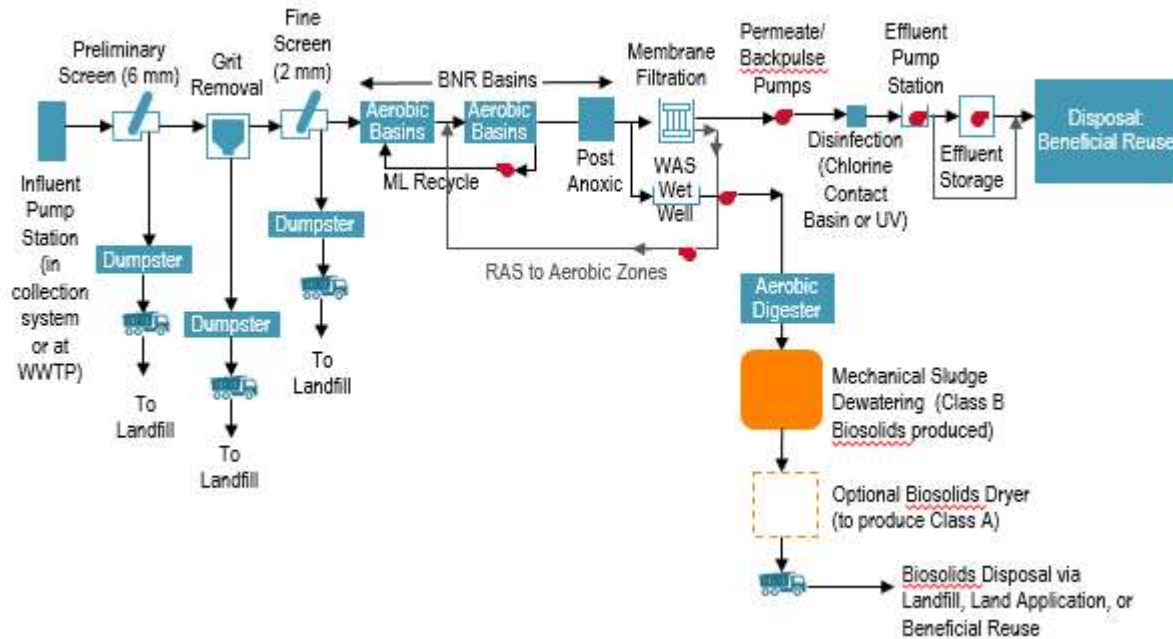 Preliminary
Screen (6 mm)
Grit
Removal
Fine
Screen
(2 mm)
BNR Basins
Membrane
Filtration
Permeate/
Backpulse
Pumps
Effluent
Pump
Station
Aerobic
Basins
Aerobic
Basins
ML Recycle
Post
Anoxic
WAS
Wet
Well
Disinfection
(Chlorine
Contact
Basin or UV)
Effluent
Storage
Disposal:
Beneficial Reuse
Influent
Pump
Station
(in
collection
system
or at
WWTP)
Dumpster
To
Landfill
Dumpster
To
Landfill
Dumpster
To
Landfill
RAS to Aerobic Zones
Aerobic
Digester
Mechanical Sludge
Dewatering (Class B
Biosolids produced)
Optional Biosolids Dryer
(to produce Class A)
Biosolids Disposal via
Landfill, Land Application, or
Beneficial Reuse